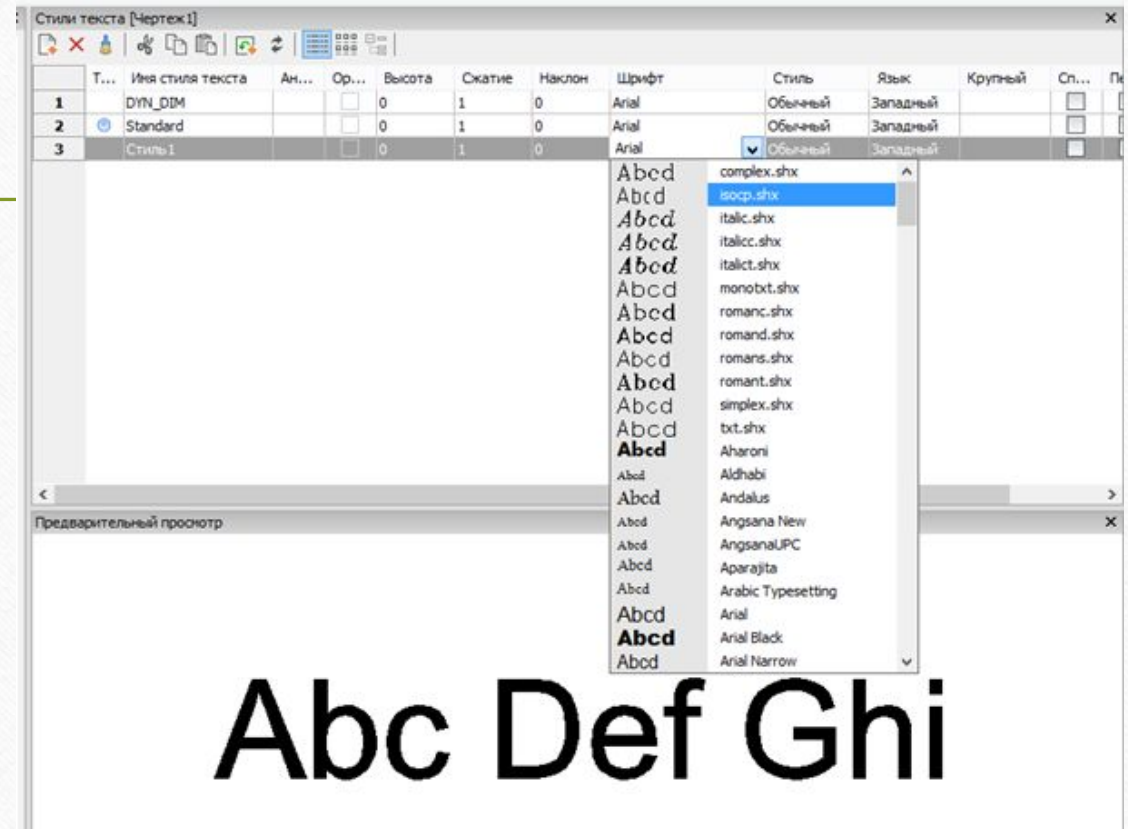 Стили текста [Чертеж1]
Т... Имя стиля текста Ан... Ор... Высота Сжатие Наклон Шрифт Стиль Язык Крупный Сп... Пе
1 DYN_DIM 0 1 0 Arial Обычный Западный
2 Standard 0 1 0 Arial Обычный Западный
3 Стиль1 0 1 0 Arial Обычный Западный
Abcd complex.shx
Abcd isocp.shx
Abcd italic.shx
Abcd italicc.shx
Abcd italict.shx
Abcd monotxt.shx
Abcd romanc.shx
Abcd romand.shx
Abcd romans.shx
Abcd romant.shx
Abcd simplex.shx
Abcd txt.shx
Abcd Aharoni
Abcd Aldhabi
Abcd Andalus
Abcd Angsana New
Abcd AngsanaUPC
Abcd Aparajita
Abcd Arabic Typesetting
Abcd Arial
Abcd Arial Black
Abcd Arial Narrow
Предварительный просмотр
Abc Def Ghi